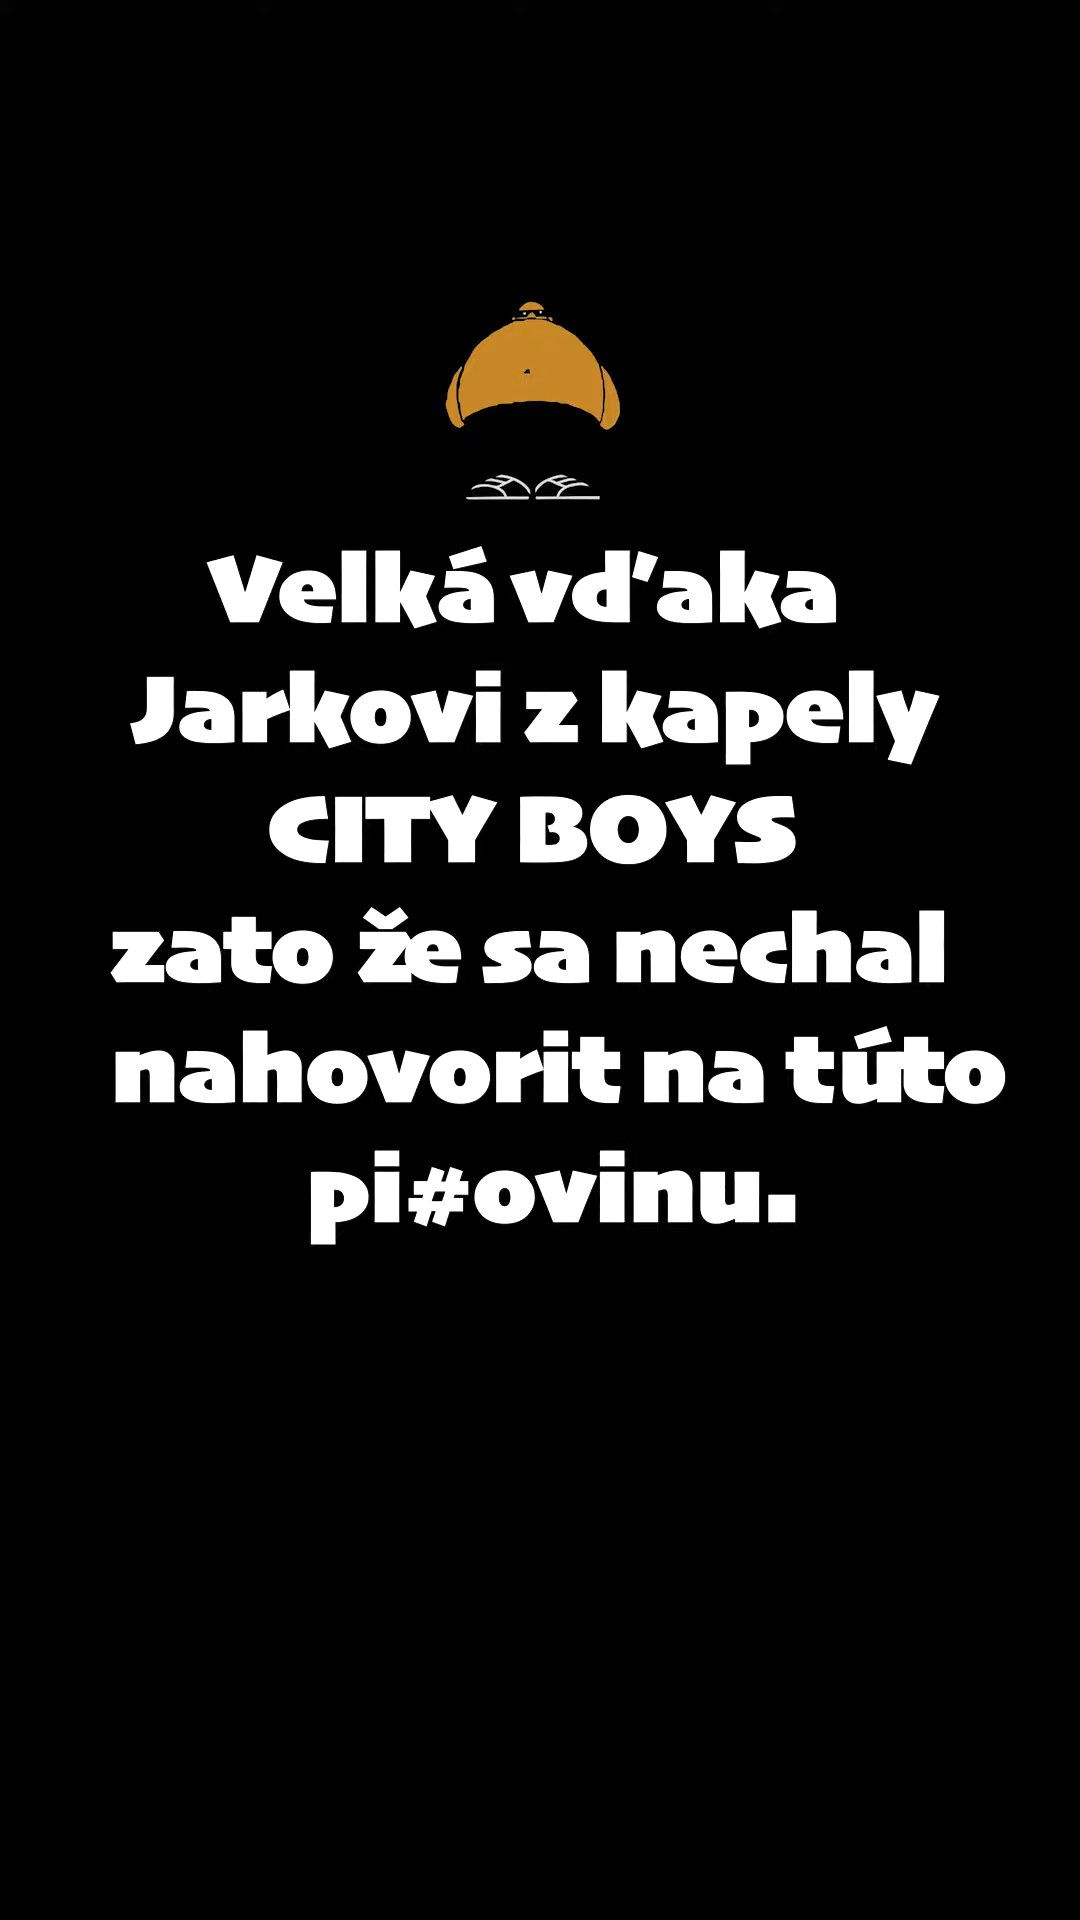 Velká vďaka
Jarkovi z kapely
CITY BOYS
zato že sa nechal
nahovorit na túto
pi#ovinu.